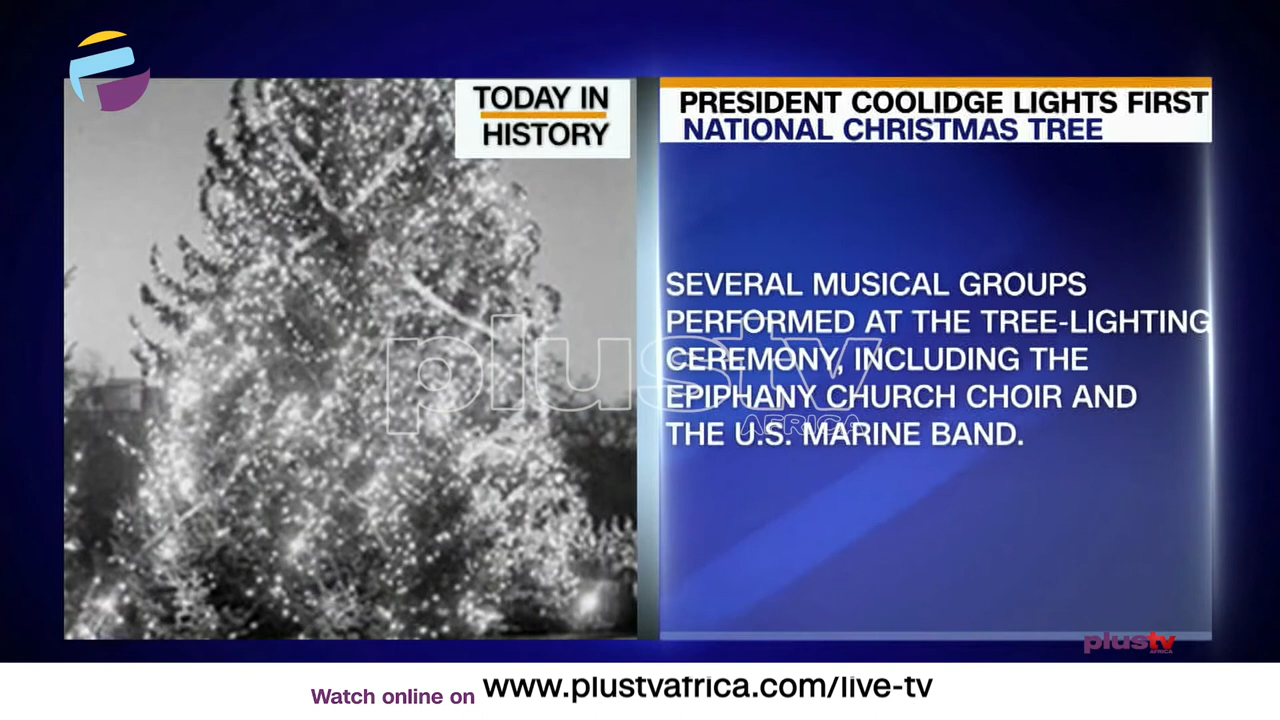 TODAY IN
HISTORY
PRESIDENT COOLIDGE LIGHTS FIRST
NATIONAL CHRISTMAS TREE
SEVERAL MUSICAL GROUPS
PERFORMED AT THE TREE-LIGHTING
CEREMONY, INCLUDING THE
EPIPHANY CHURCH CHOIR AND
THE U.S. MARINE BAND.
plustv
AFRICA
plustv
AFRICA
Watch online on www.plustvafrica.com/live-tv